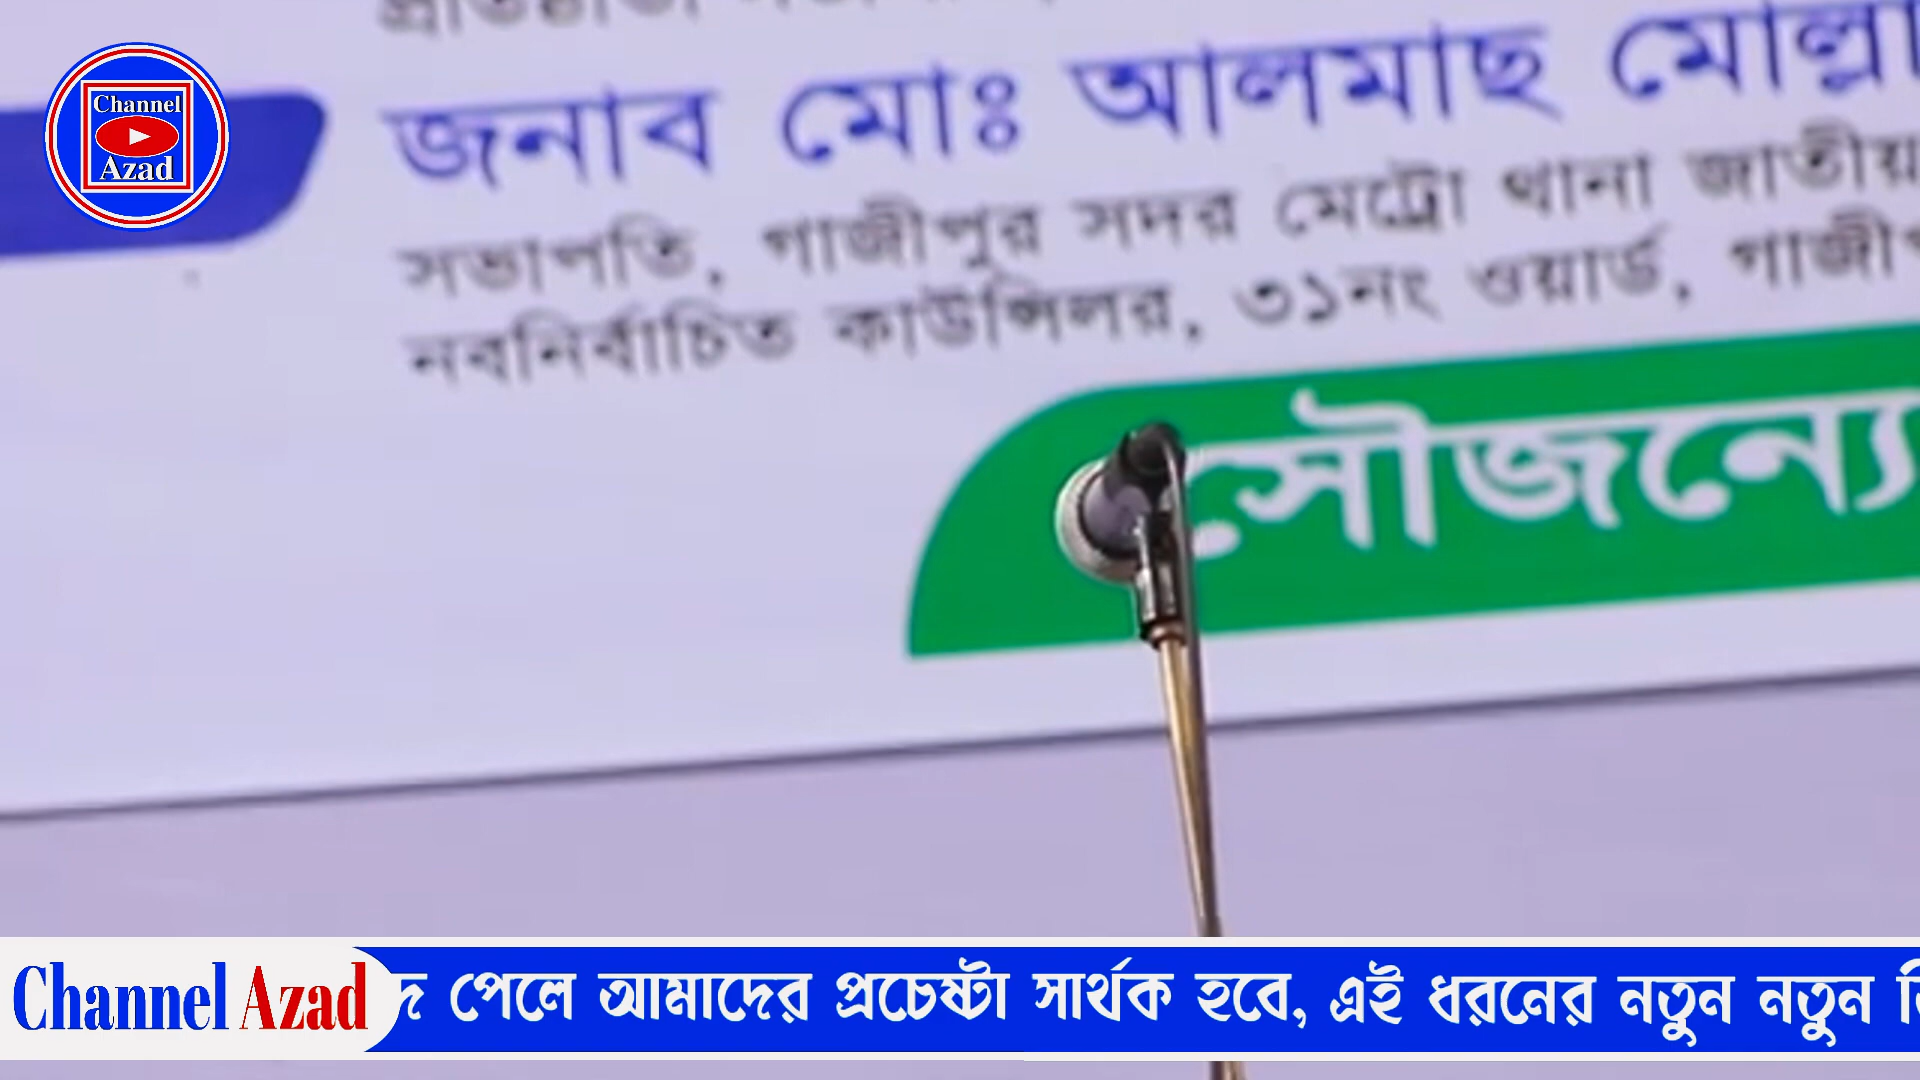 Channel
Azad
জনাব মোঃ আলমাছ মোল্লা
সভাপতি, গাজীপুর সদর মেট্রো থানা জাতীয়
নবনির্বাচিত কাউন্সিলর, ৩১নং ওয়ার্ড,
সৌজন্যে
Channel Azad
পেলে আমাদের প্রচেষ্টা সার্থক হবে, এই ধরনের নতুন নতুন